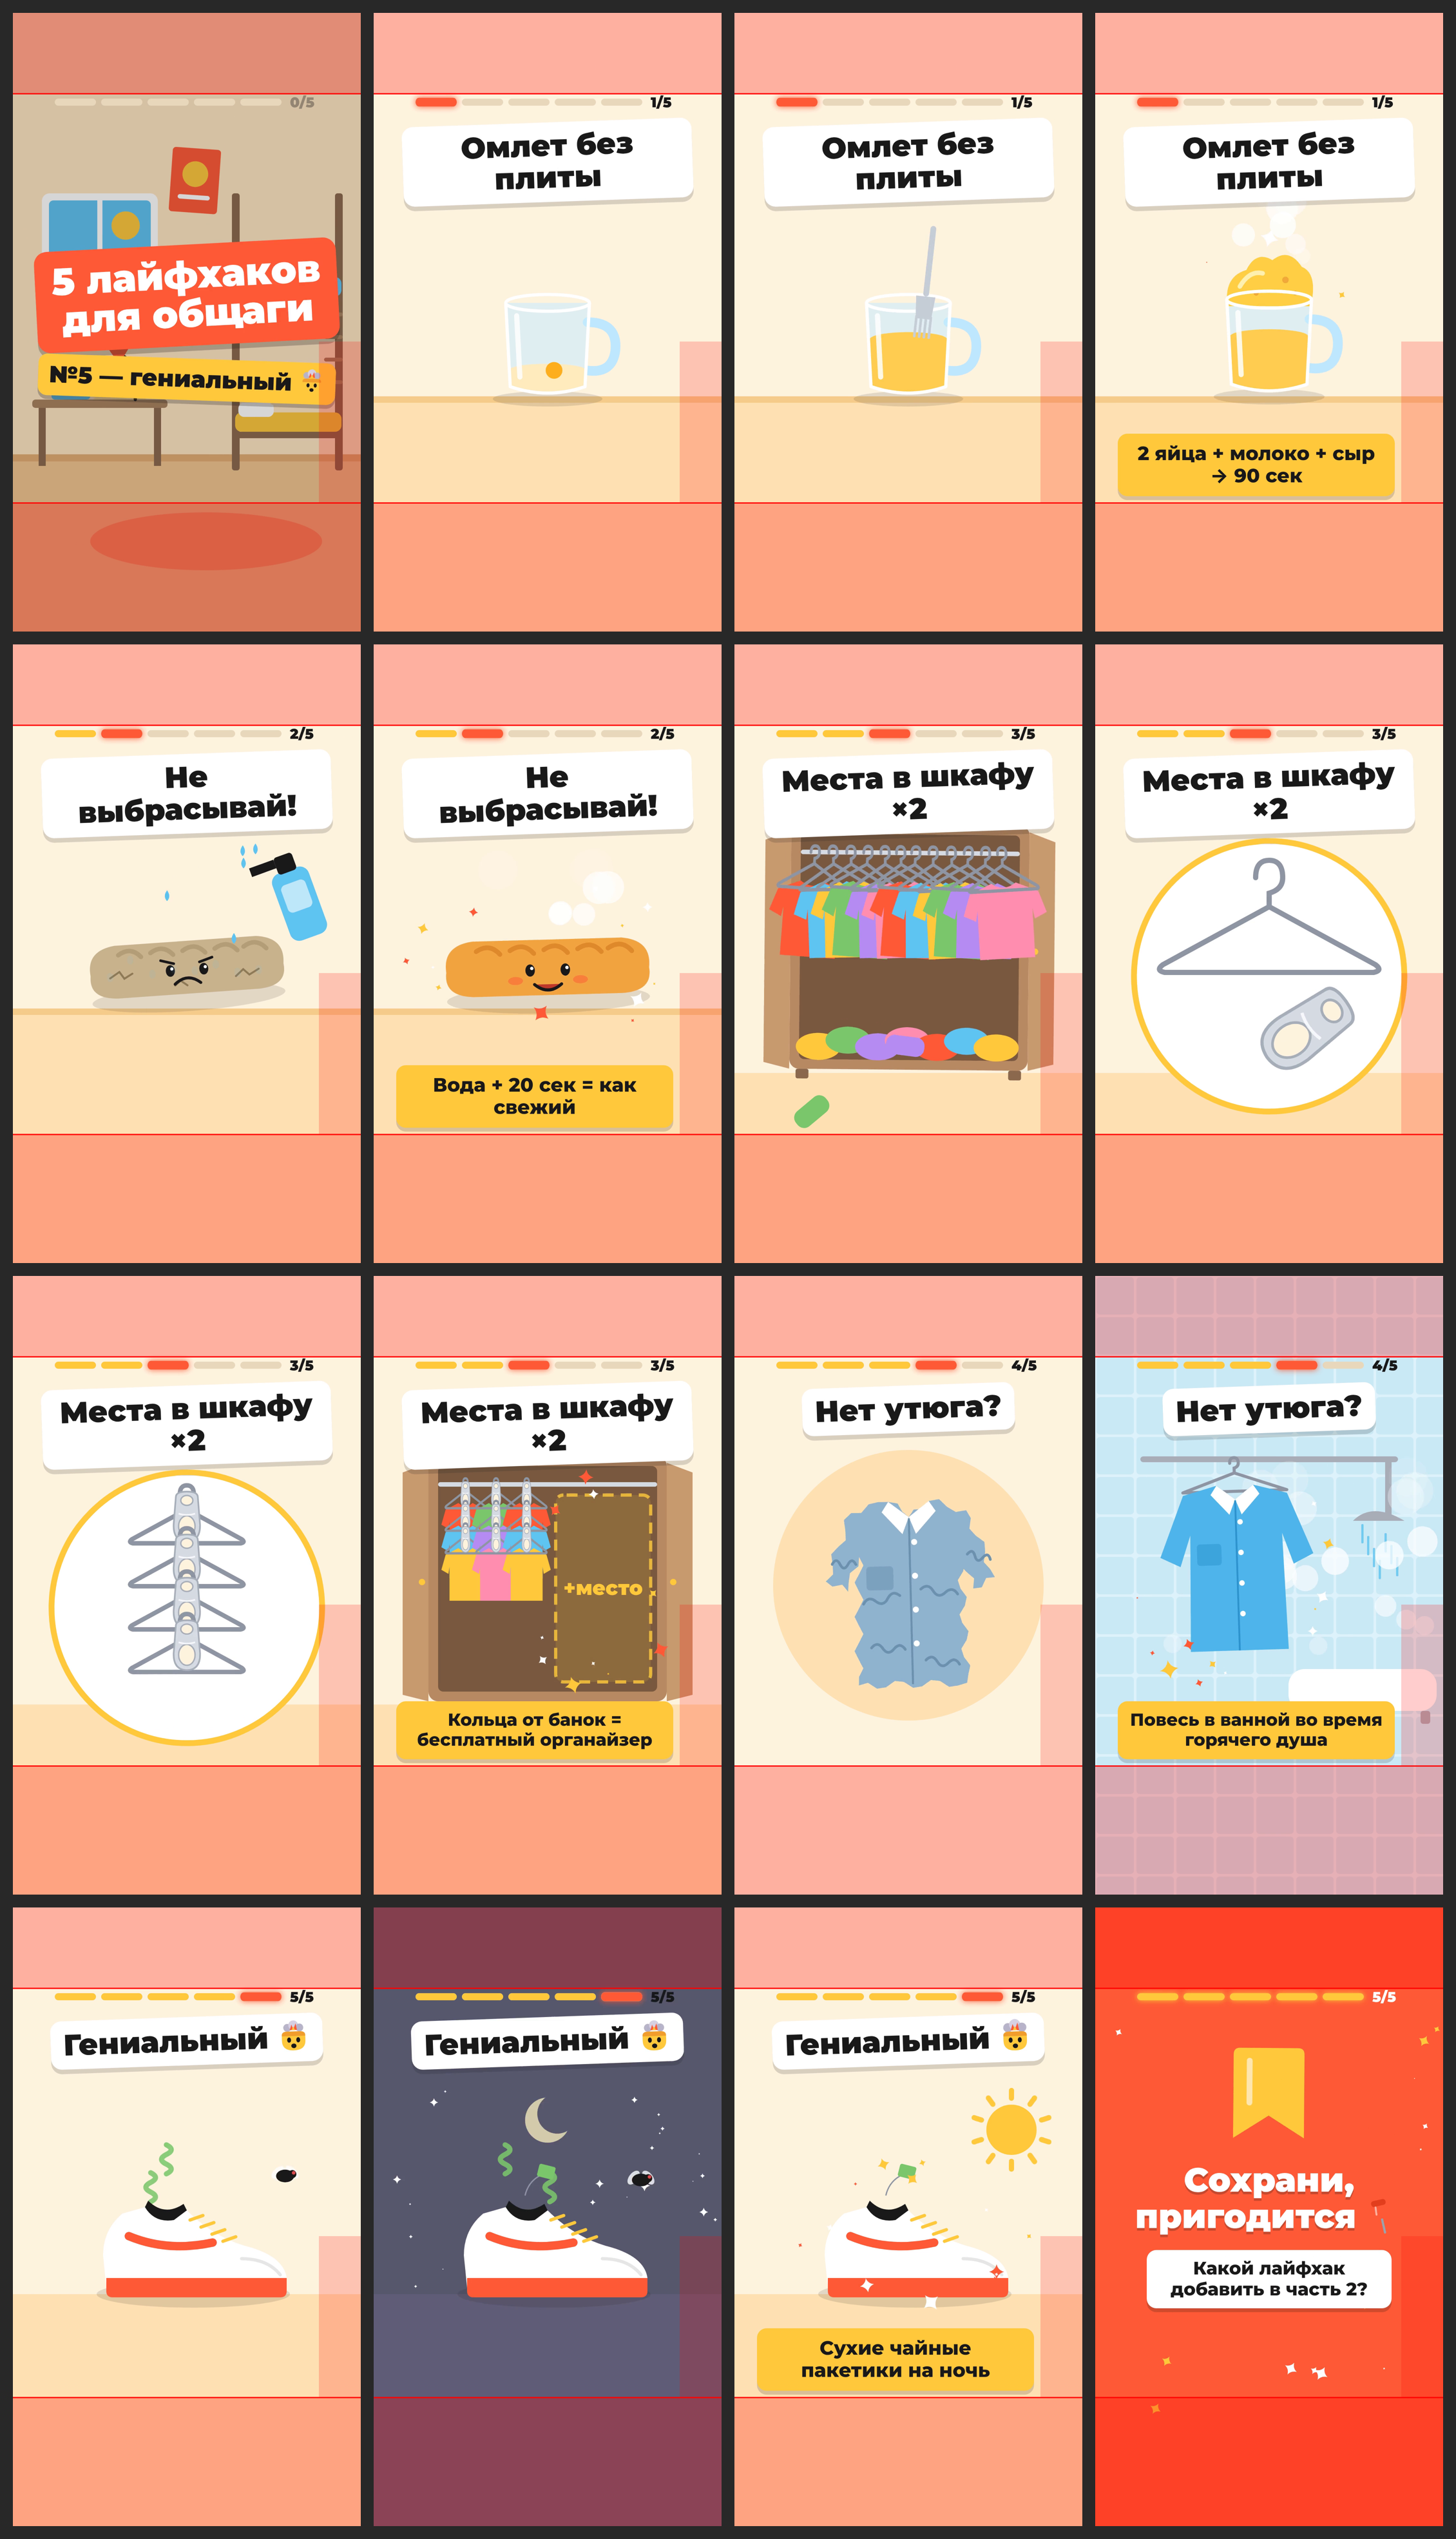 0/5
5 лайфхаков
для общаги
№5 — гениальный 🤯
1/5
Омлет без
плиты
1/5
Омлет без
плиты
1/5
Омлет без
плиты
2 яйца + молоко + сыр
→ 90 сек
2/5
Не
выбрасывай!
2/5
Не
выбрасывай!
Вода + 20 сек = как
свежий
3/5
Места в шкафу
×2
3/5
Места в шкафу
×2
3/5
Места в шкафу
×2
3/5
Места в шкафу
×2
+место
Кольца от банок =
бесплатный органайзер
4/5
Нет утюга?
4/5
Нет утюга?
Повесь в ванной во время
горячего душа
5/5
Гениальный 🤯
5/5
Гениальный 🤯
5/5
Гениальный 🤯
Сухие чайные
пакетики на ночь
5/5
Сохрани,
пригодится
Какой лайфхак
добавить в часть 2?